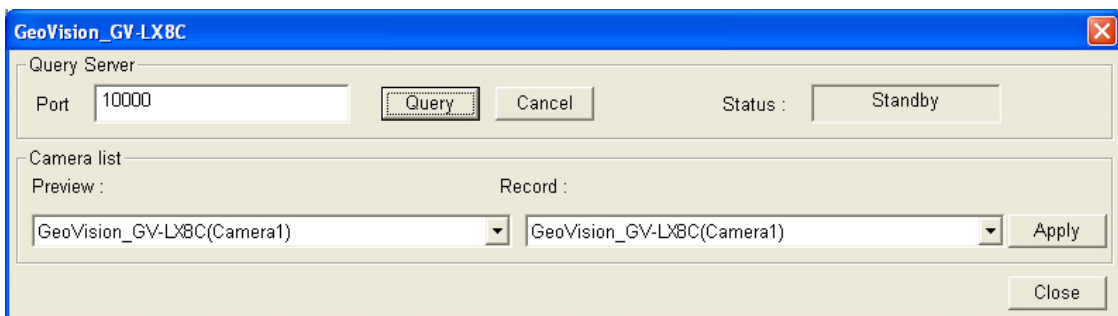 GeoVision_GV-LX8C
Query Server
Port 10000 Query Cancel Status : Standby
Camera list
Preview : Record :
GeoVision_GV-LX8C(Camera1) GeoVision_GV-LX8C(Camera1) Apply
Close